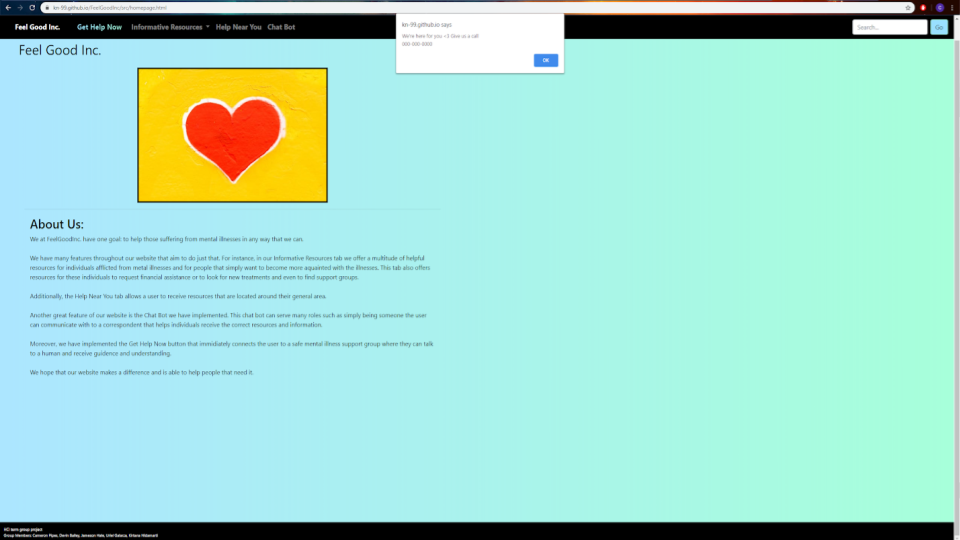 kn-99.github.io/FeelGoodInc/src/homepage.html
kn-99.github.io says
We're here for you <3 Give us a call
000-000-0000
OK
Feel Good Inc. Get Help Now Informative Resources Help Near You Chat Bot Search... Go
Feel Good Inc.
About Us:
We at FeelGoodInc. have one goal: to help those suffering from mental illnesses in any way that we can.
We have many features throughout our website that aim to do just that. For instance, in our Informative Resources tab we offer a multitude of helpful
resources for individuals afflicted from metal illnesses and for people that simply want to become more aquainted with the illnesses. This tab also offers
resources for these individuals to request financial assistance or to look for new treatments and even to find support groups.
Additionally, the Help Near You tab allows a user to receive resources that are located around their general area.
Another great feature of our website is the Chat Bot we have implemented. This chat bot can serve many roles such as simply being someone the user
can communicate with to a correspondent that helps individuals receive the correct resources and information.
Moreover, we have implemented the Get Help Now button that immidiately connects the user to a safe mental illness support group where they can talk
to a human and receive guidance and understanding.
We hope that our website makes a difference and is able to help people that need it.
group project
Group Members: Cameron